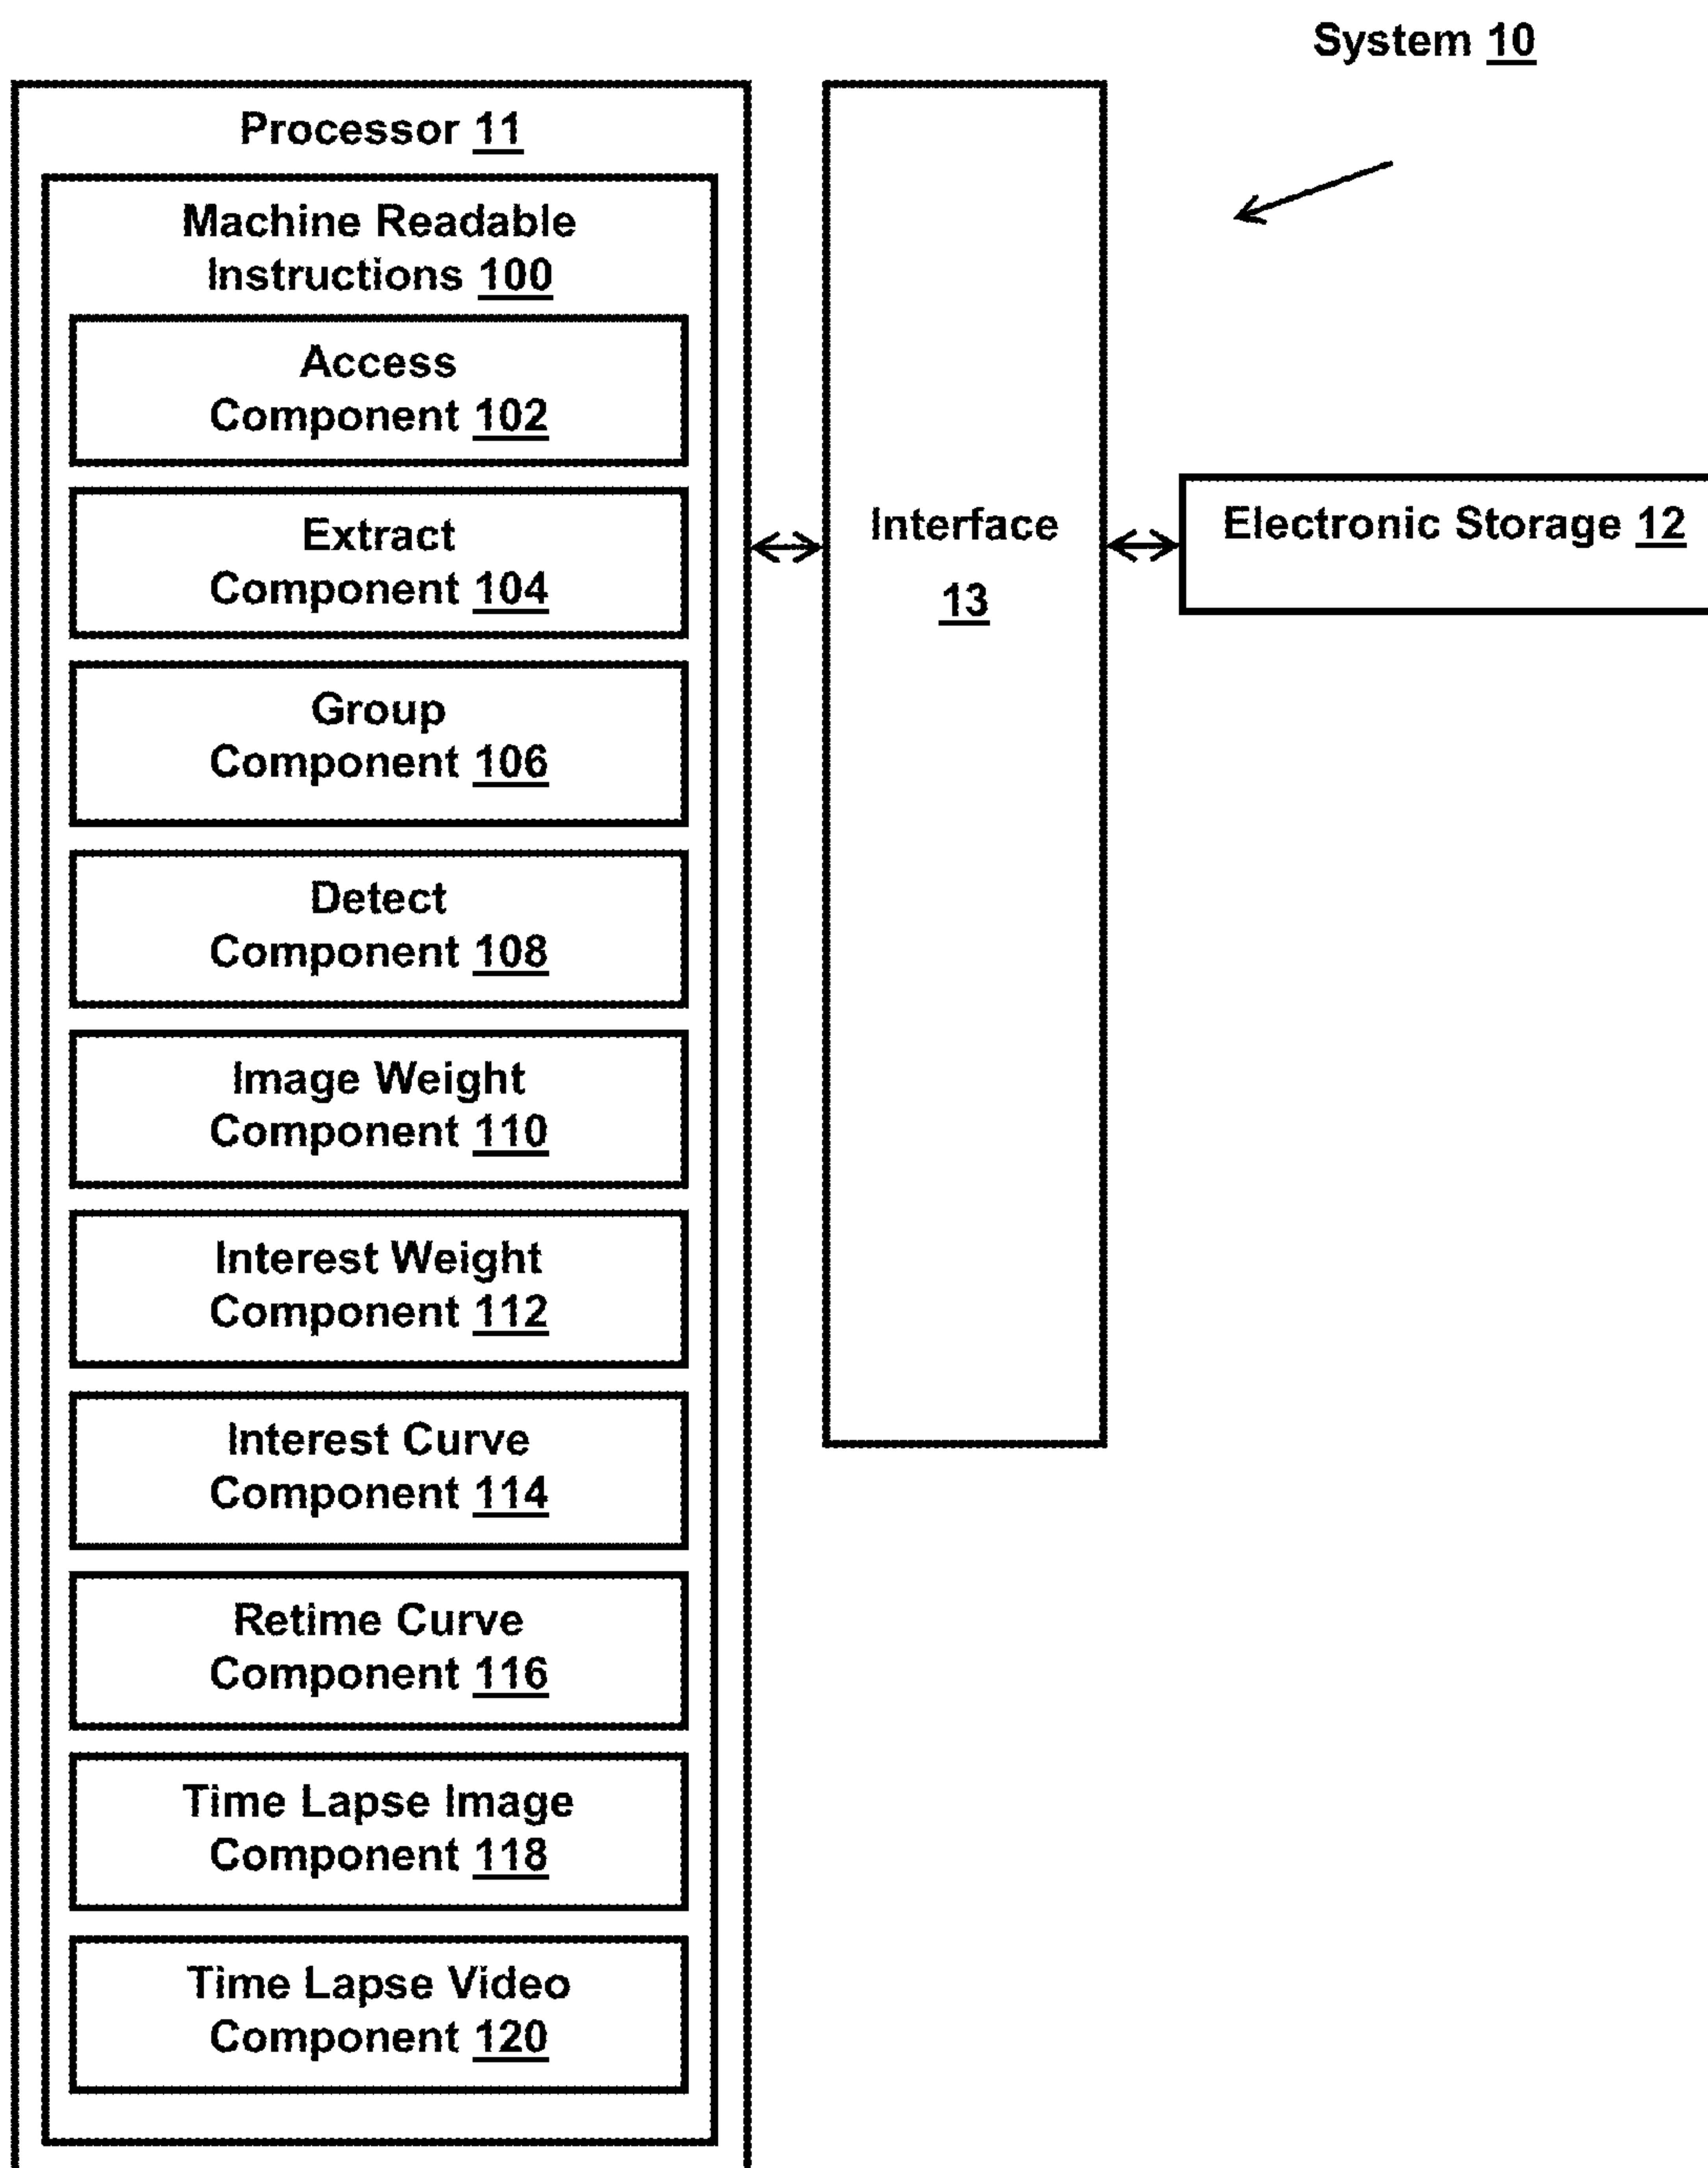 System 10
Processor 11
Machine Readable
Instructions 100
Access
Component 102
Extract
Component 104
Group
Component 106
Detect
Component 108
Image Weight
Component 110
Interest Weight
Component 112
Interest Curve
Component 114
Retime Curve
Component 116
Time Lapse Image
Component 118
Time Lapse Video
Component 120
Interface
13
Electronic Storage 12